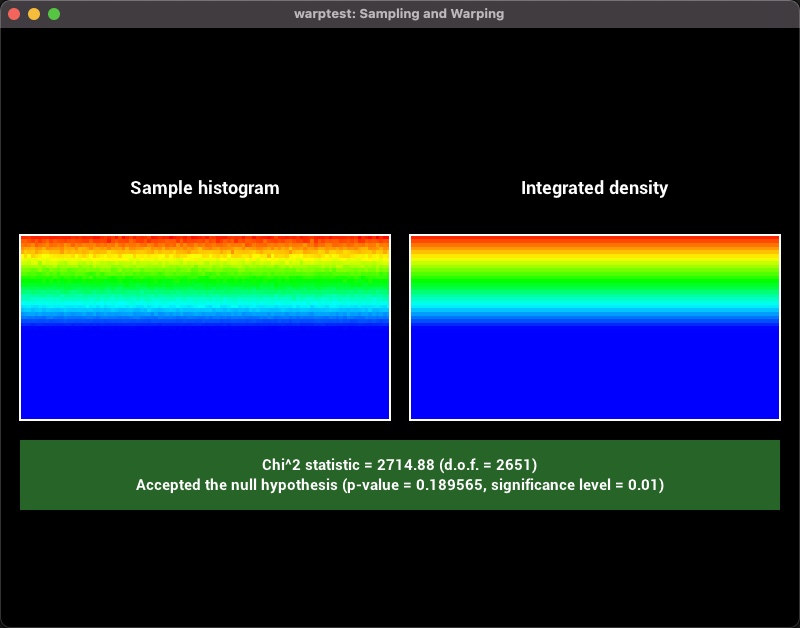 warptest: Sampling and Warping
Sample histogram
Integrated density
Chi^2 statistic = 2714.88 (d.o.f. = 2651)
Accepted the null hypothesis (p-value = 0.189565, significance level = 0.01)